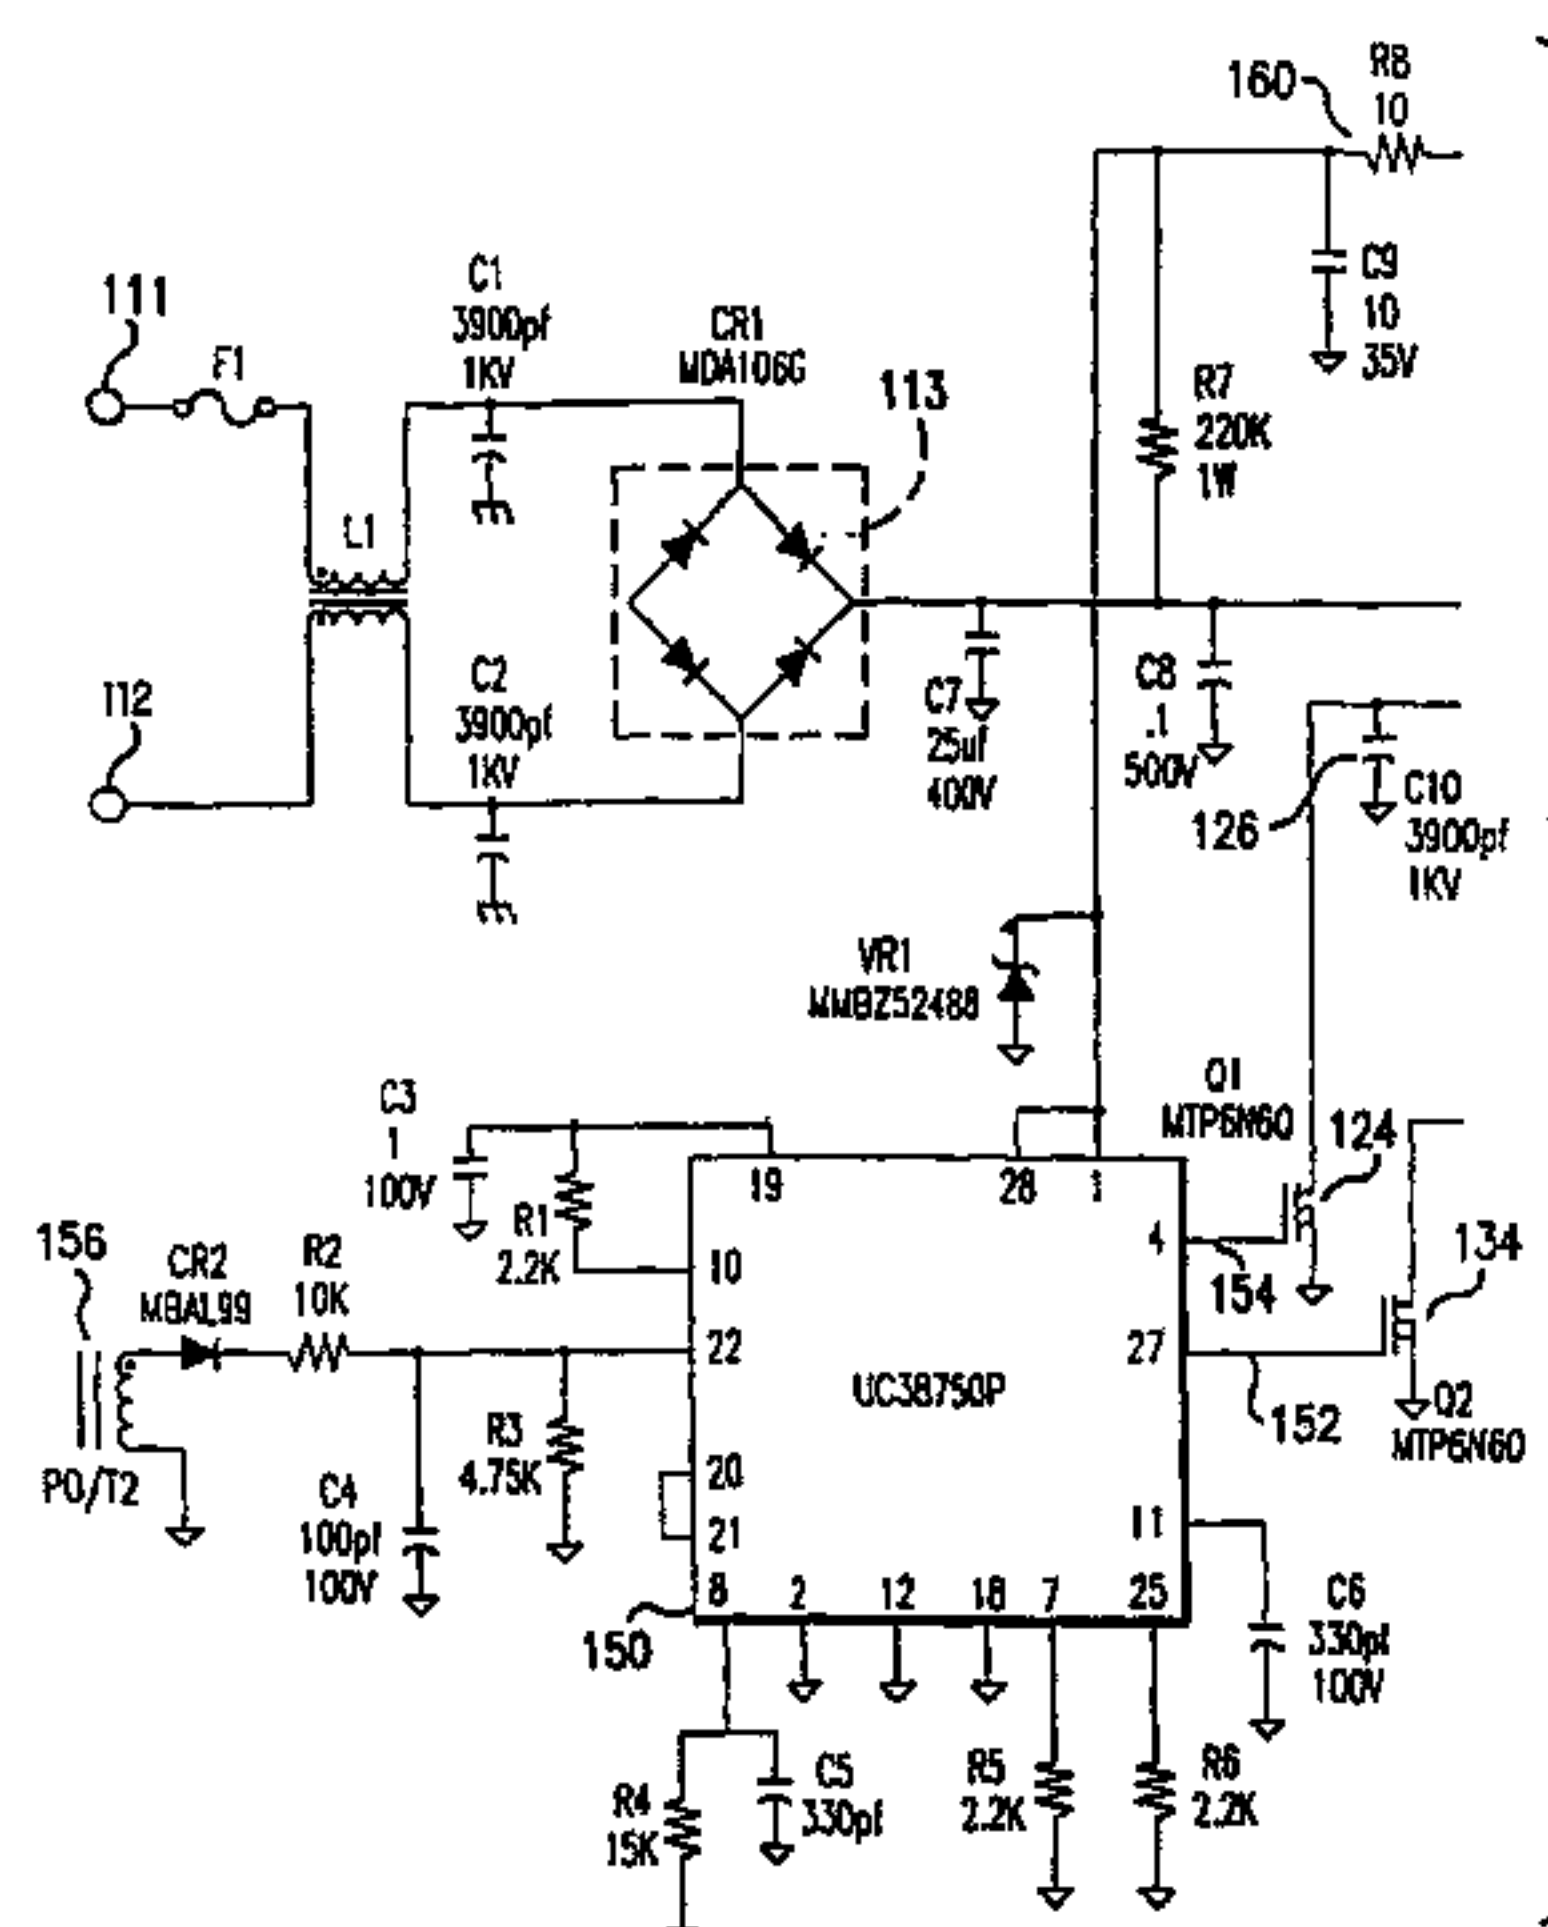 160
R8
10
C9
10
35V
111
F1
C1
3900pf
1KV
CR1
MDA106G
113
R7
220K
1W
L1
112
C2
3900pf
1KV
C7
25uf
400V
C8
.1
500V
126
C10
3900pf
1KV
VR1
MMBZ5248B
Q1
MTP6N60
124
C3
1
100V
R1
2.2K
19
28
1
10
4
154
134
156
CR2
MBAL99
R2
10K
22
27
UC38750P
152
Q2
MTP6N60
PO/T2
R3
4.75K
C4
100pf
100V
20
21
11
8
2
12
18
7
25
150
C6
330pf
100V
R4
15K
C5
330pf
R5
2.2K
R6
2.2K